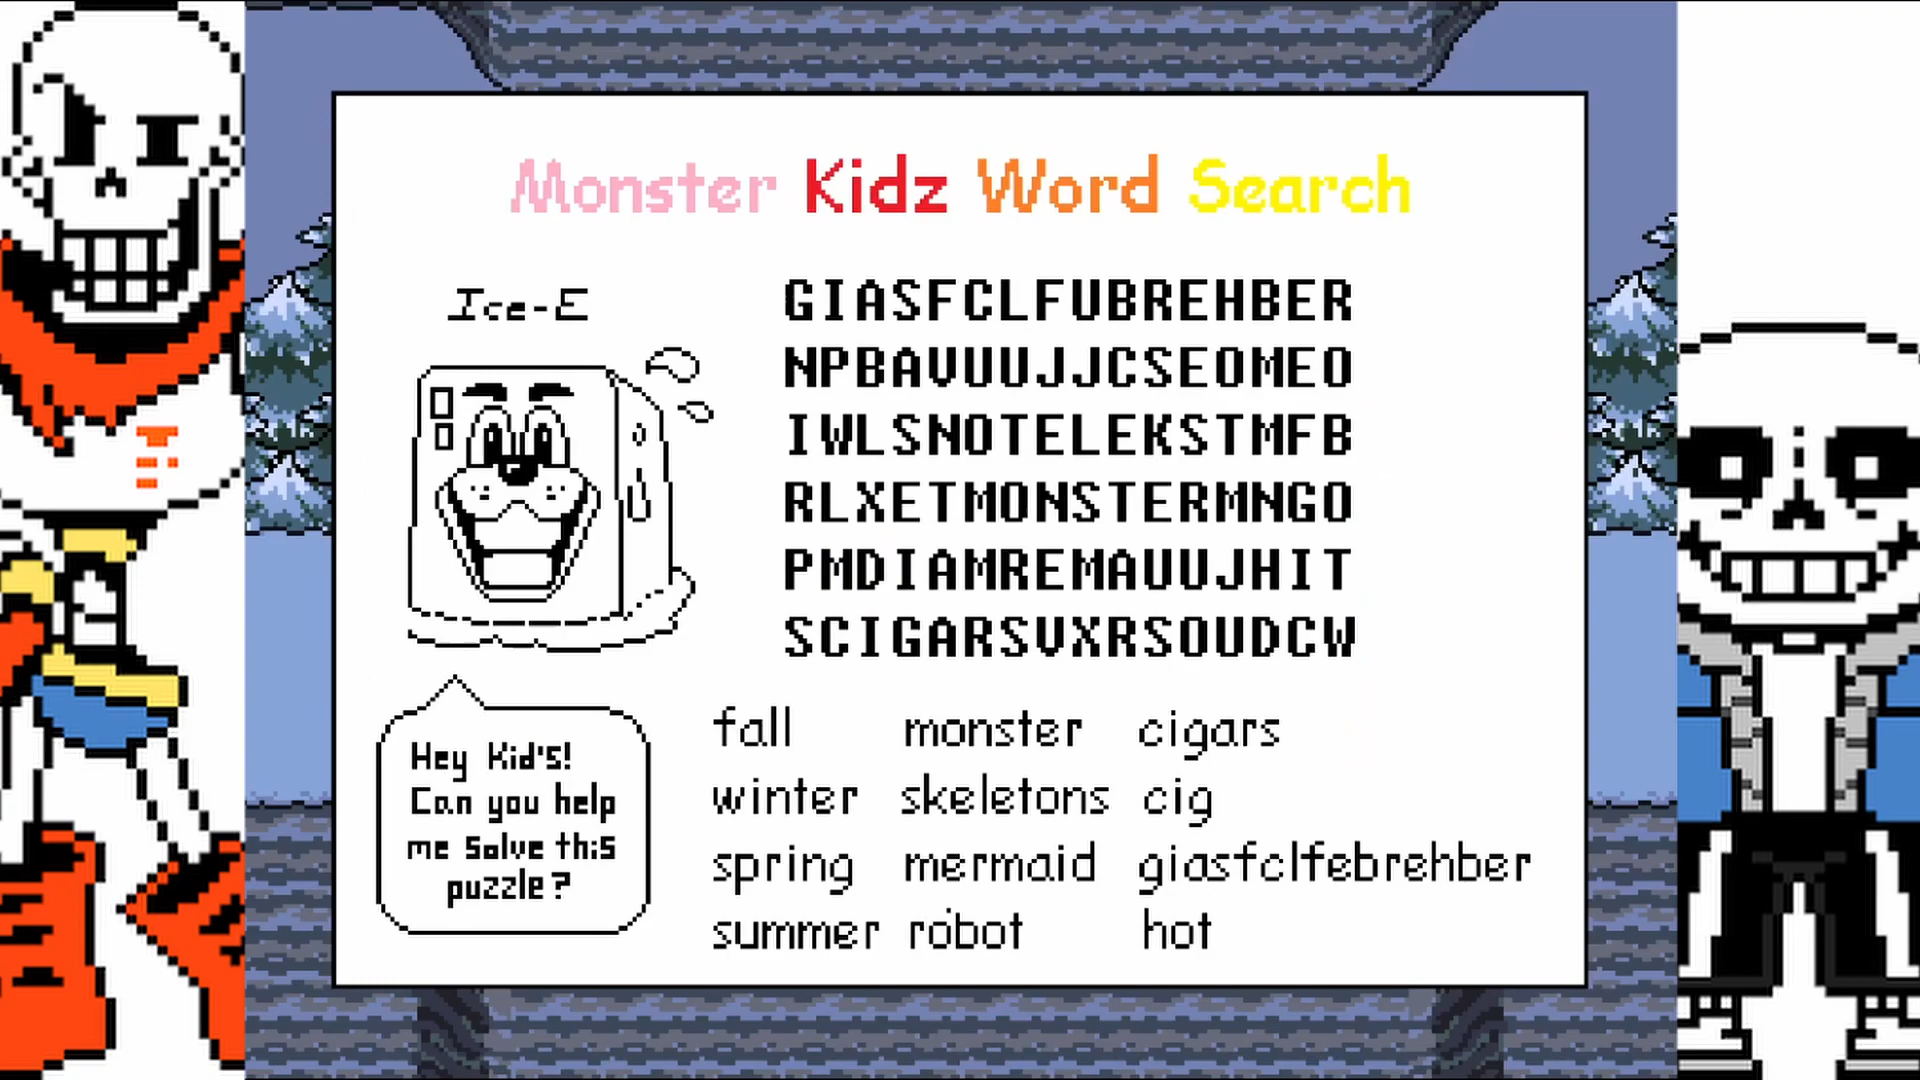 Monster Kidz Word Search
Ice-E
GIASFCLFUBREHBER
NPBAVUUJJCSEOMEO
IWLSNOTELEKSTMFB
RLXETMONSTERMNGO
PMDIAMREMAUUJHIT
SCIGARSVXRSOUDCW
Hey Kid's!
Can you help
me solve this
puzzle?
fall monster cigars
winter skeletons cig
spring mermaid giasfclfebrehber
summer robot hot